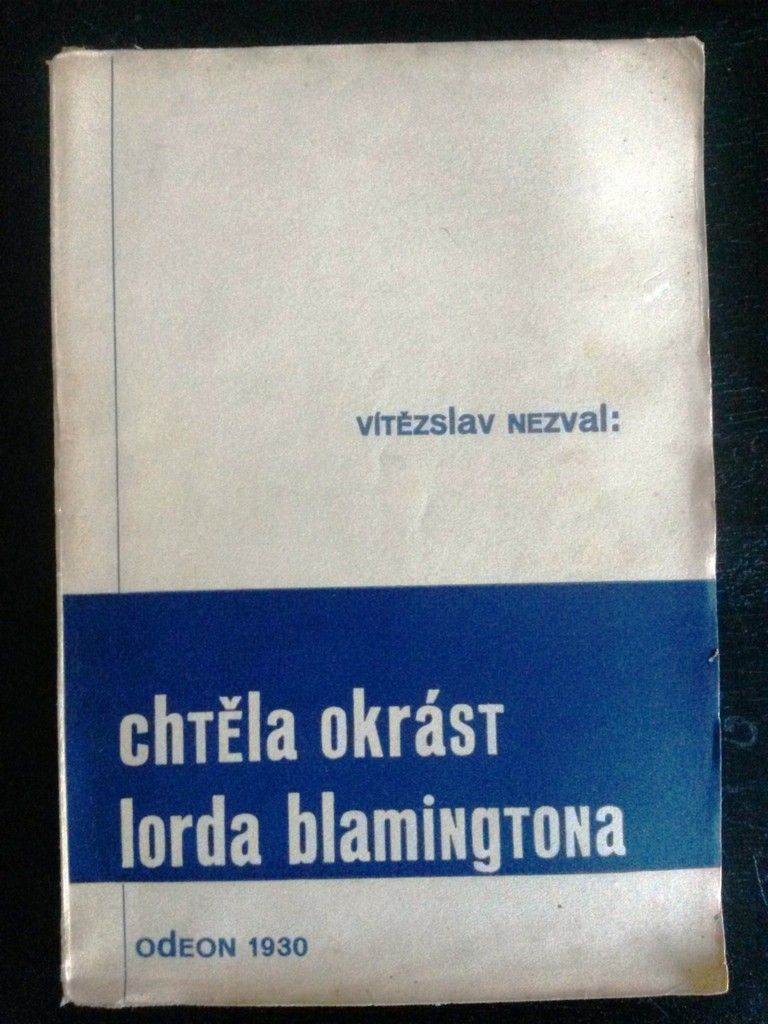 vÍTĚZslav NEZval:
chTĚla okrásT
lorda blamiNgTONa
OdEON 1930